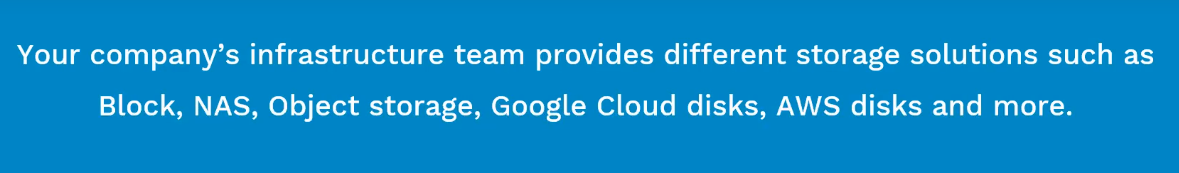 Your company’s infrastructure team provides different storage solutions such as
Block, NAS, Object storage, Google Cloud disks, AWS disks and more.